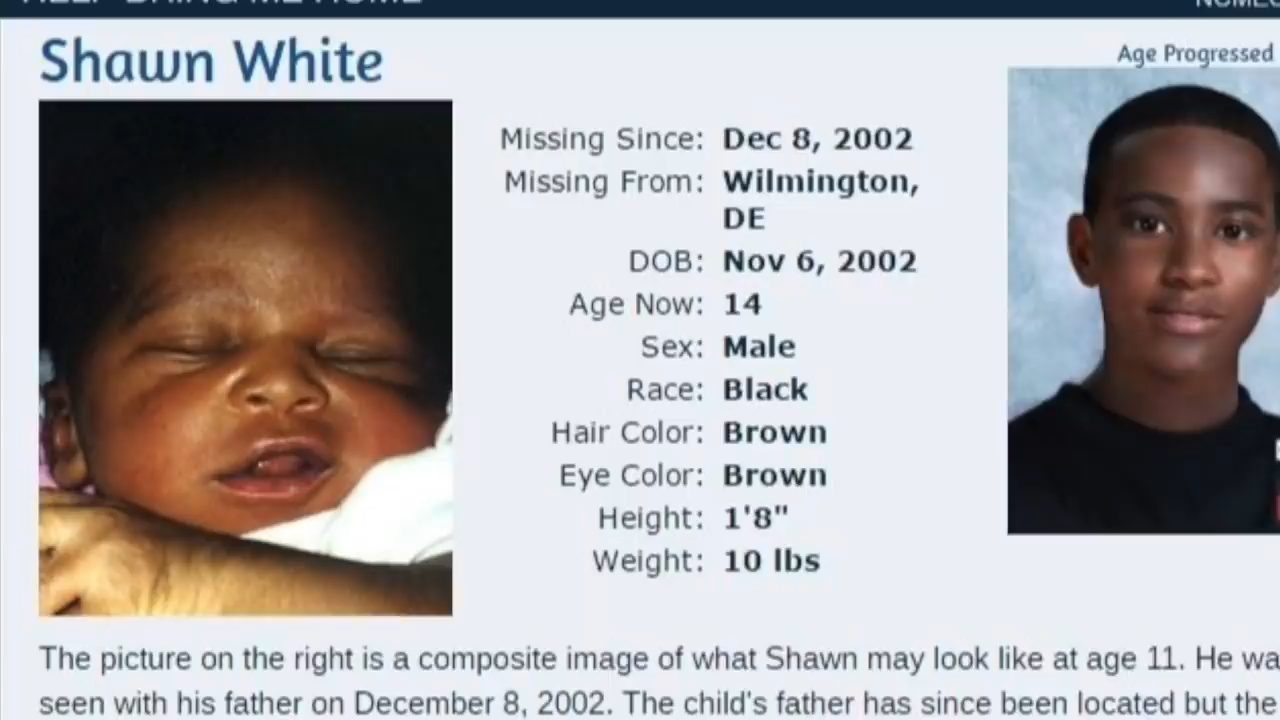 Shawn White
Age Progressed
Missing Since: Dec 8, 2002
Missing From: Wilmington,
DE
DOB: Nov 6, 2002
Age Now: 14
Sex: Male
Race: Black
Hair Color: Brown
Eye Color: Brown
Height: 1'8"
Weight: 10 lbs
The picture on the right is a composite image of what Shawn may look like at age 11. He wa
seen with his father on December 8, 2002. The child's father has since been located but the